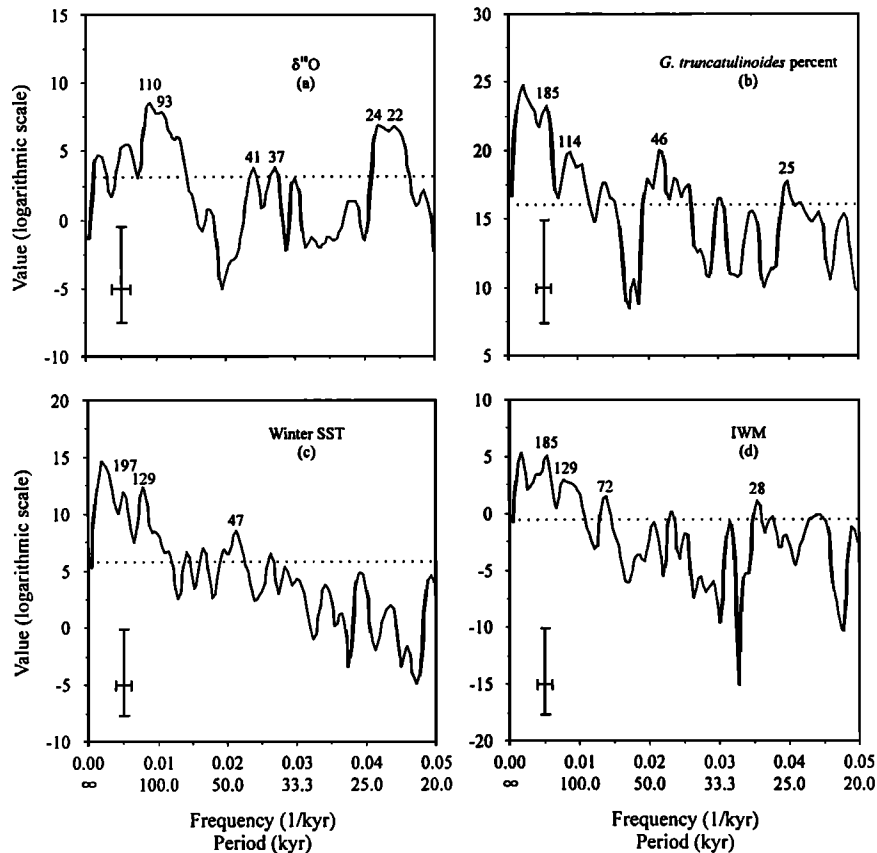 δ¹⁸O
(a)
110
93
41 37
24 22
15
10
5
0
-5
-10
Value (logarithmic scale)
G. truncatulinoides percent
(b)
185
114
46
25
30
25
20
15
10
5
Winter SST
(c)
197
129
47
20
15
10
5
0
-5
-10
Value (logarithmic scale)
0.00 0.01 0.02 0.03 0.04 0.05
∞ 100.0 50.0 33.3 25.0 20.0
Frequency (1/kyr)
Period (kyr)
IWM
(d)
185
129
72
28
10
5
0
-5
-10
-15
-20
0.00 0.01 0.02 0.03 0.04 0.05
∞ 100.0 50.0 33.3 25.0 20.0
Frequency (1/kyr)
Period (kyr)